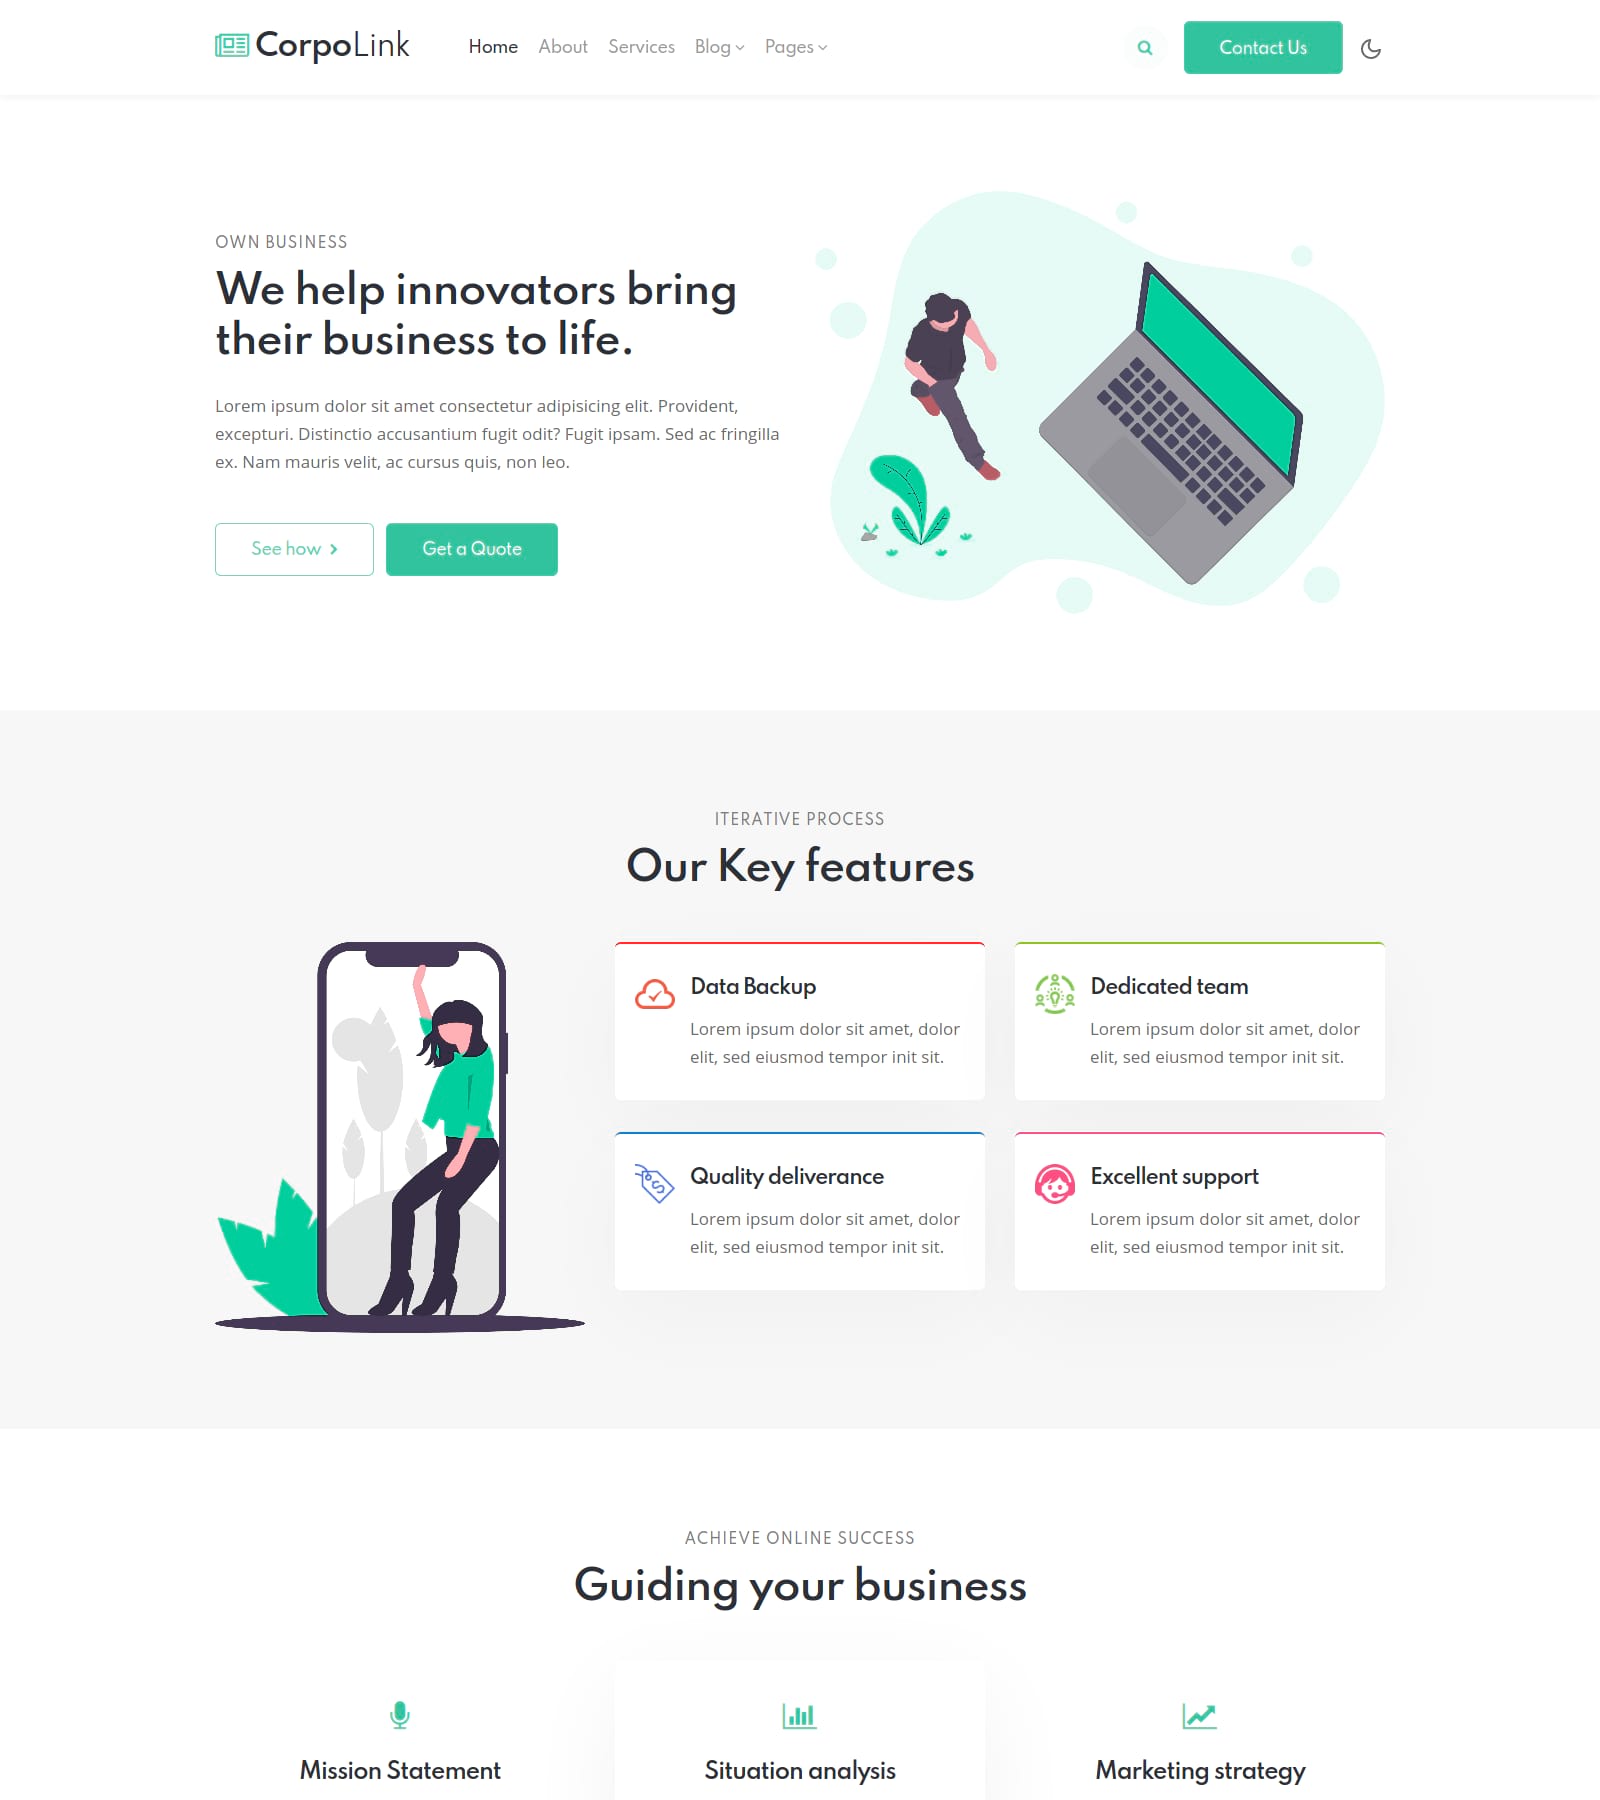 CorpoLink
Home About Services Blog Pages
Contact Us
OWN BUSINESS
We help innovators bring
their business to life.
Lorem ipsum dolor sit amet consectetur adipisicing elit. Provident,
excepturi. Distinctio accusantium fugit odit? Fugit ipsam. Sed ac fringilla
ex. Nam mauris velit, ac cursus quis, non leo.
See how
Get a Quote
ITERATIVE PROCESS
Our Key features
Data Backup
Lorem ipsum dolor sit amet, dolor
elit, sed eiusmod tempor init sit.
Dedicated team
Lorem ipsum dolor sit amet, dolor
elit, sed eiusmod tempor init sit.
Quality deliverance
Lorem ipsum dolor sit amet, dolor
elit, sed eiusmod tempor init sit.
Excellent support
Lorem ipsum dolor sit amet, dolor
elit, sed eiusmod tempor init sit.
ACHIEVE ONLINE SUCCESS
Guiding your business
Mission Statement
Situation analysis
Marketing strategy